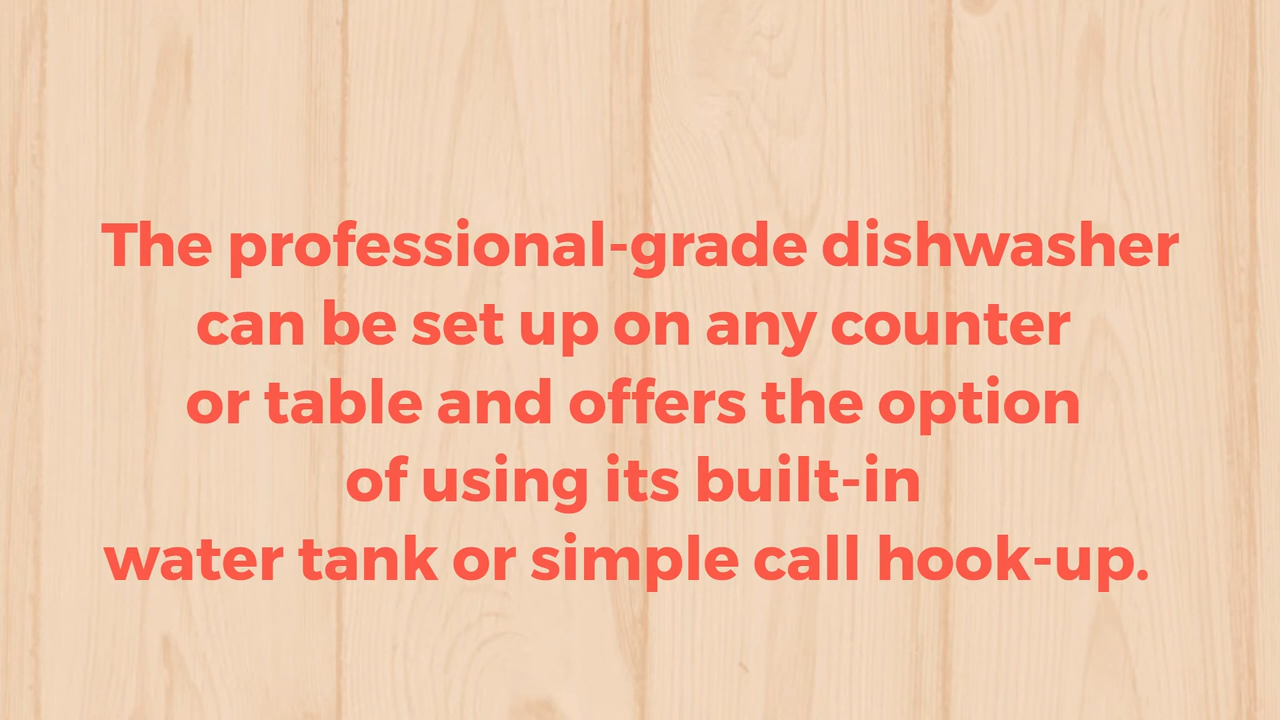 The professional-grade dishwasher
can be set up on any counter
or table and offers the option
of using its built-in
water tank or simple call hook-up.